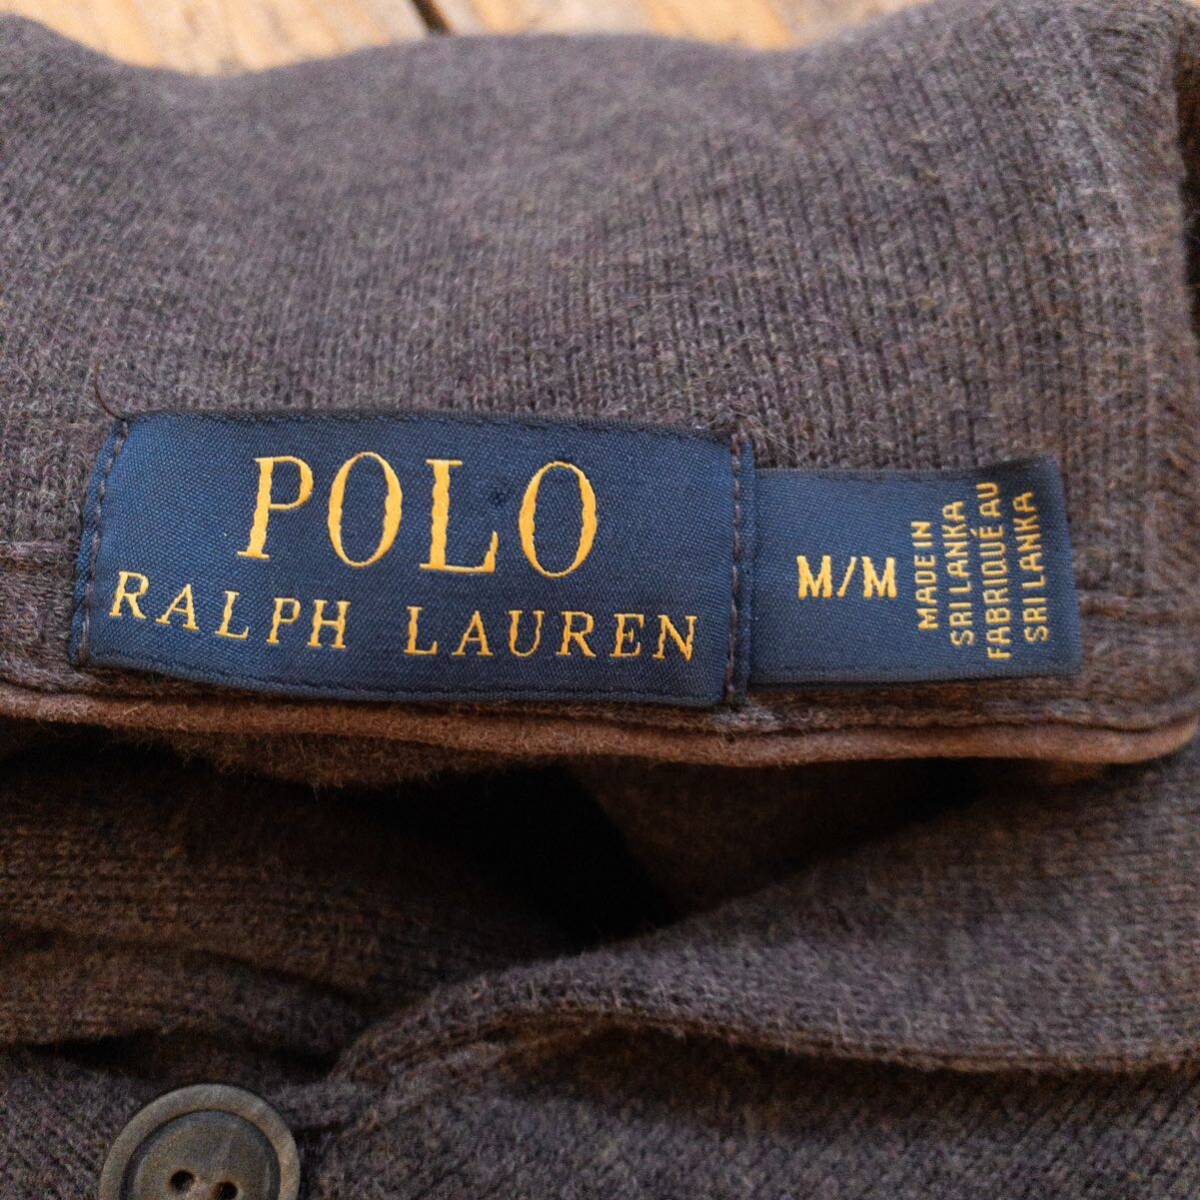 POLO
RALPH LAUREN
M/M
MADE IN
SRI LANKA
FABRIQUÉ AU
SRI LANKA